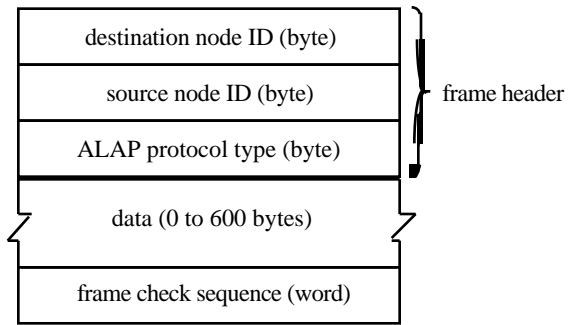 destination node ID (byte)
source node ID (byte)
frame header
ALAP protocol type (byte)
data (0 to 600 bytes)
frame check sequence (word)